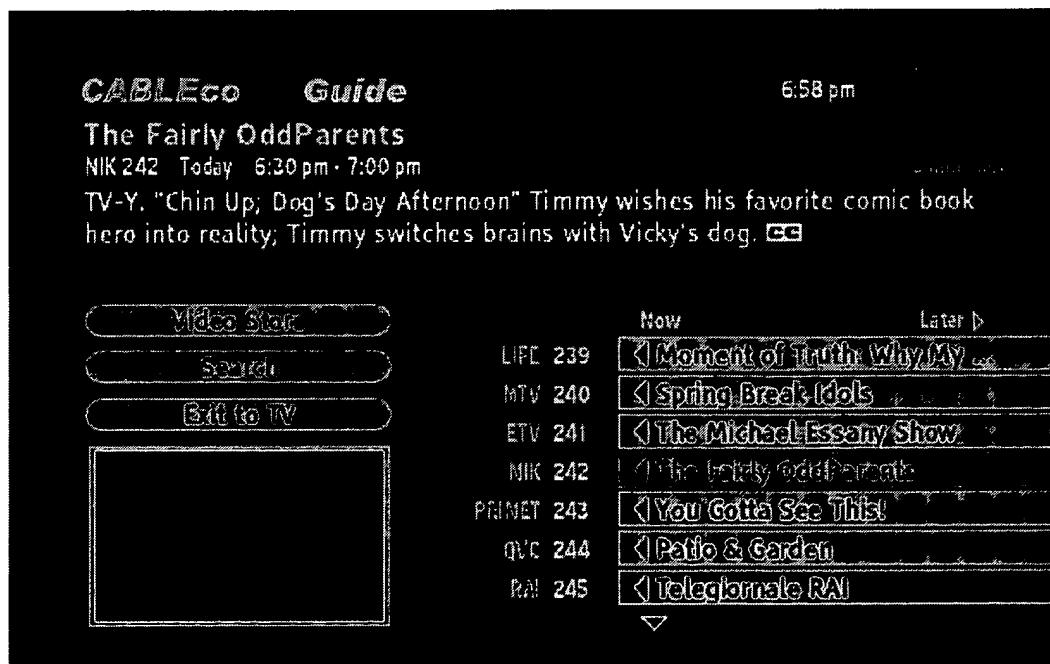 CABLEco Guide 6:58 pm
The Fairly OddParents
NIK 242 Today 6:30 pm - 7:00 pm
TV-Y. "Chin Up; Dog's Day Afternoon" Timmy wishes his favorite comic book
hero into reality; Timmy switches brains with Vicky's dog. CC
Video Store
Search
Exit to TV
Now Later
LIFE 239 Moment of Truth: Why My ...
MTV 240 Spring Break Idols
ETV 241 The Michael Essany Show
NIK 242 The Fairly OddParents
PRIMET 243 You Gotta See This!
QVC 244 Patio & Garden
RAI 245 Telegiornale RAI